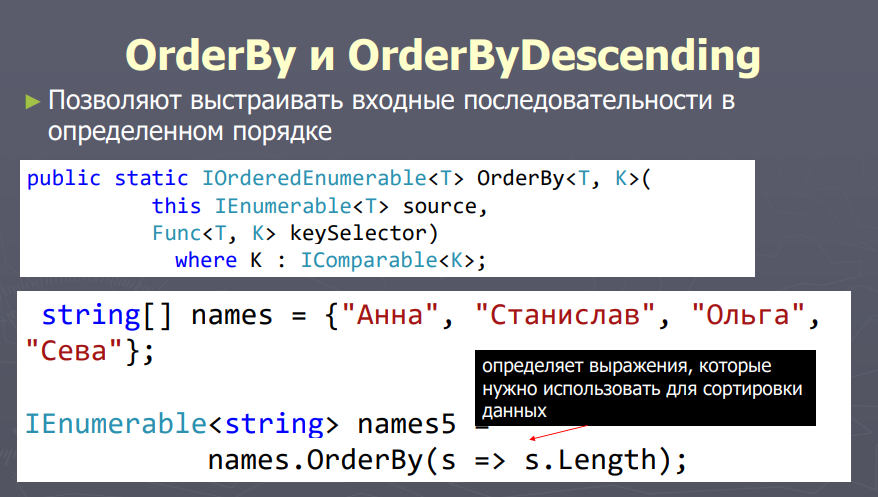 OrderBy и OrderByDescending
► Позволяют выстраивать входные последовательности в
определенном порядке
public static IOrderedEnumerable<T> OrderBy<T, K>(
this IEnumerable<T> source,
Func<T, K> keySelector)
where K : IComparable<K>;
string[] names = {"Анна", "Станислав", "Ольга",
"Сева"};
определяет выражения, которые
нужно использовать для сортировки
данных
IEnumerable<string> names5 =
names.OrderBy(s => s.Length);